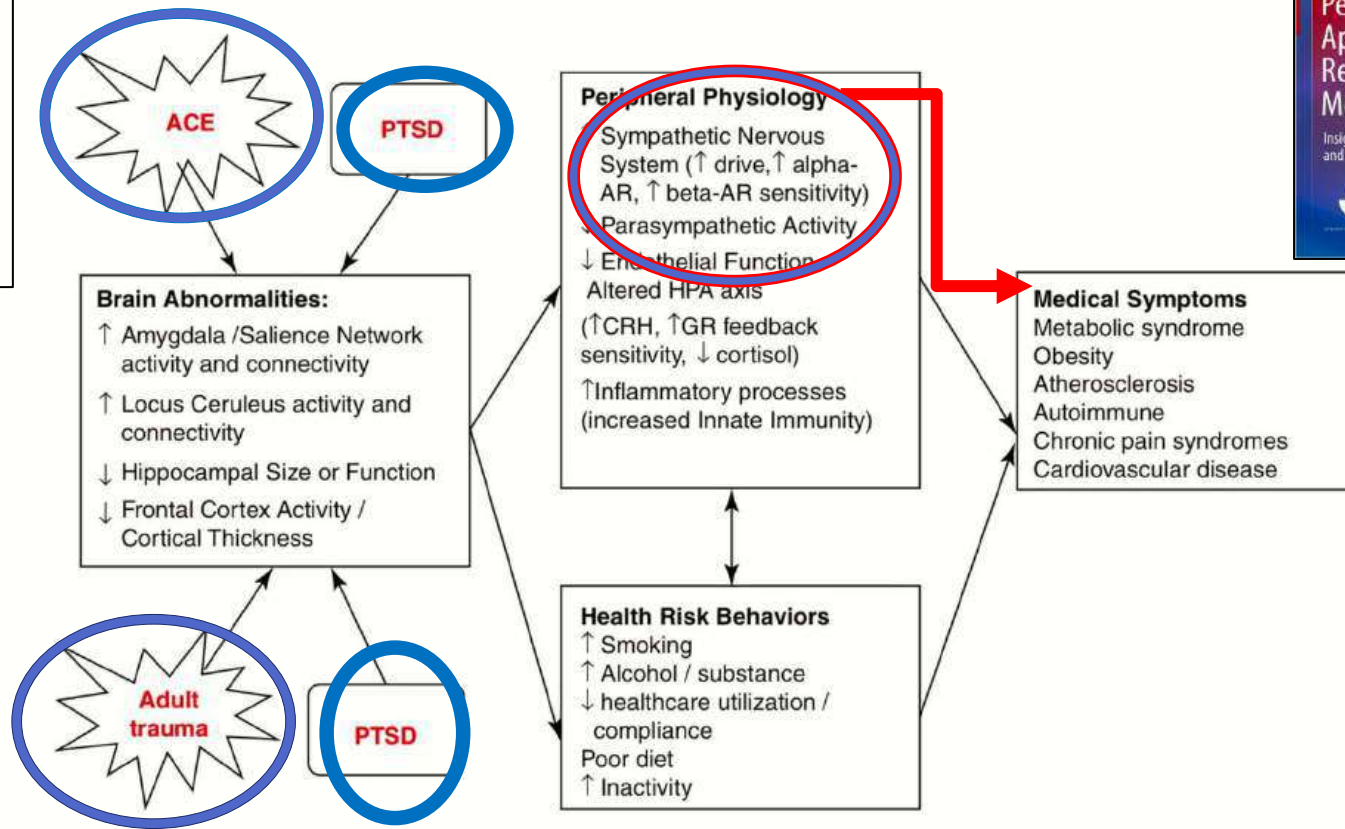 ACE
PTSD
Brain Abnormalities:
↑ Amygdala /Salience Network
activity and connectivity
↑ Locus Ceruleus activity and
connectivity
↓ Hippocampal Size or Function
↓ Frontal Cortex Activity /
Cortical Thickness
Adult
trauma
PTSD
Peripheral Physiology
↑ Sympathetic Nervous
System (↑ drive,↑ alpha-
AR, ↑ beta-AR sensitivity)
↓ Parasympathetic Activity
↓ Endothelial Function
Altered HPA axis
(↑CRH, ↑GR feedback
sensitivity, ↓ cortisol)
↑Inflammatory processes
(increased Innate Immunity)
Health Risk Behaviors
↑ Smoking
↑ Alcohol / substance
↓ healthcare utilization /
compliance
Poor diet
↑ Inactivity
Medical Symptoms
Metabolic syndrome
Obesity
Atherosclerosis
Autoimmune
Chronic pain syndromes
Cardiovascular disease
and